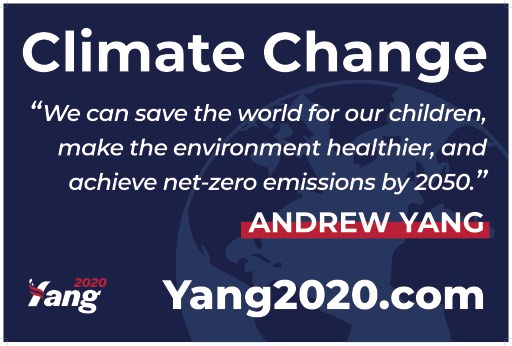 Climate Change
“We can save the world for our children,
make the environment healthier, and
achieve net-zero emissions by 2050.”
ANDREW YANG
2020
Yang
Yang2020.com